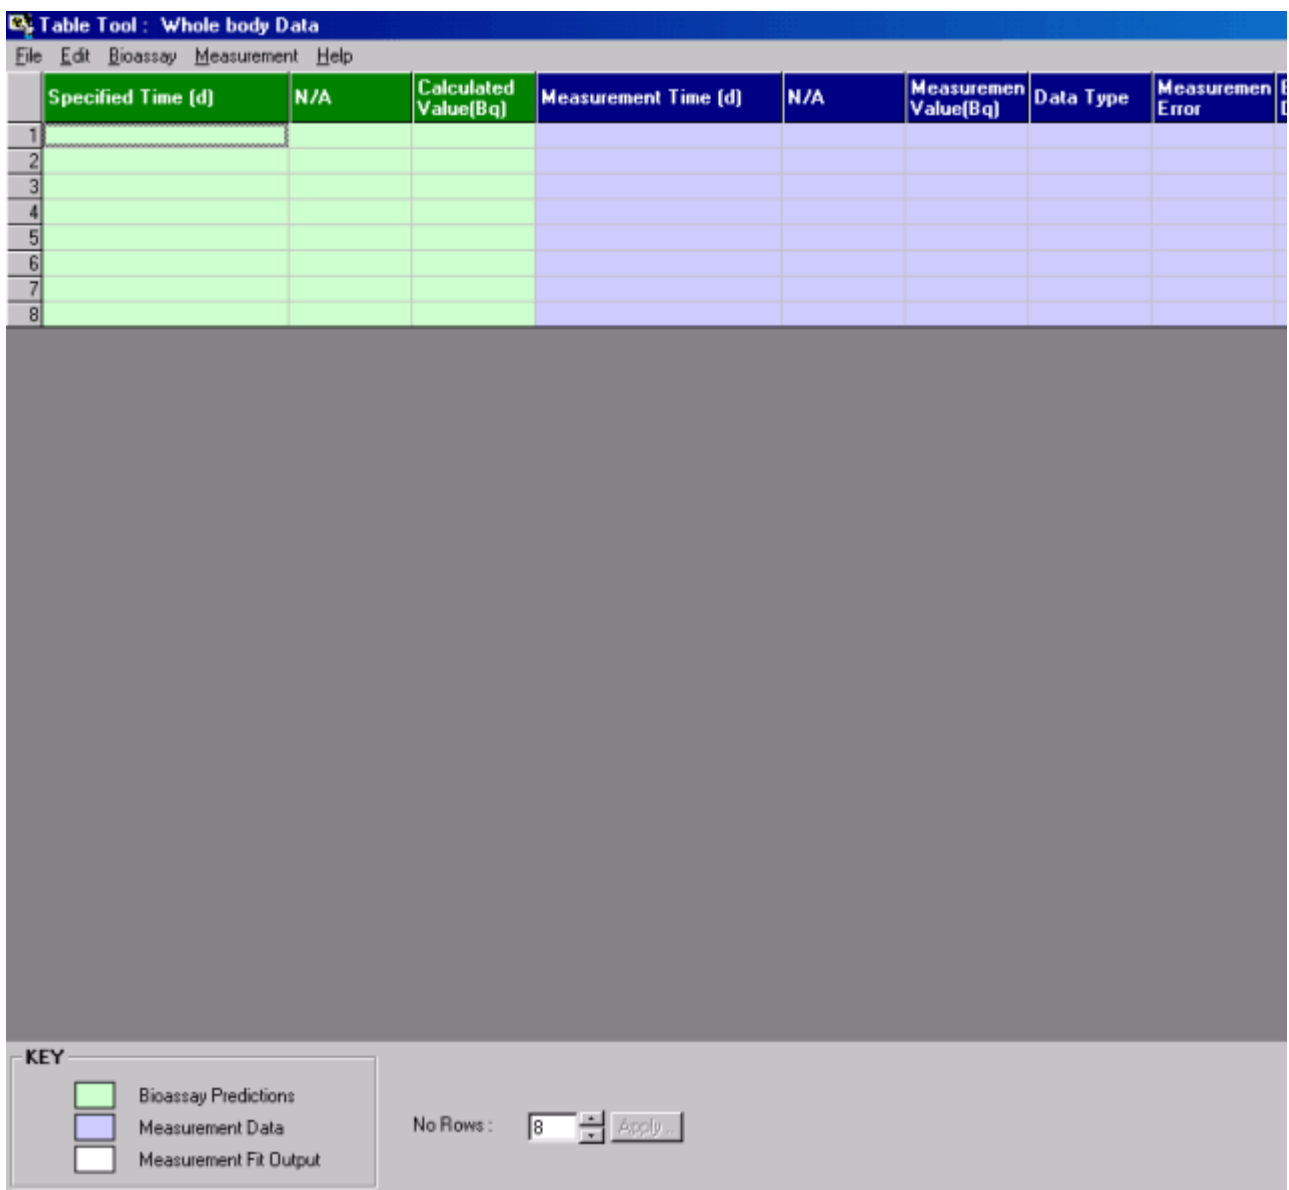 Table Tool : Whole body Data
File Edit Bioassay Measurement Help
Specified Time (d) N/A Calculated Value(Bq) Measurement Time (d) N/A Measuremen Value(Bq) Data Type Measuremen Error
1
2
3
4
5
6
7
8
KEY
Bioassay Predictions
Measurement Data
Measurement Fit Output
No Rows : 8 Apply...